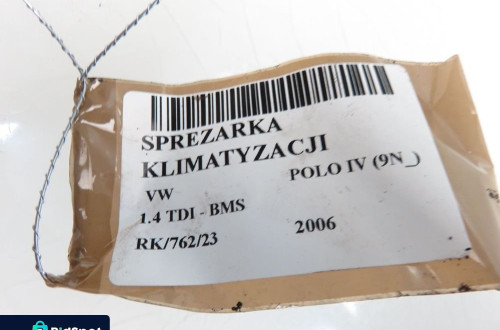 SPREZARKA
KLIMATYZACJI
VW POLO IV (9N_)
1.4 TDI - BMS
RK/762/23 2006